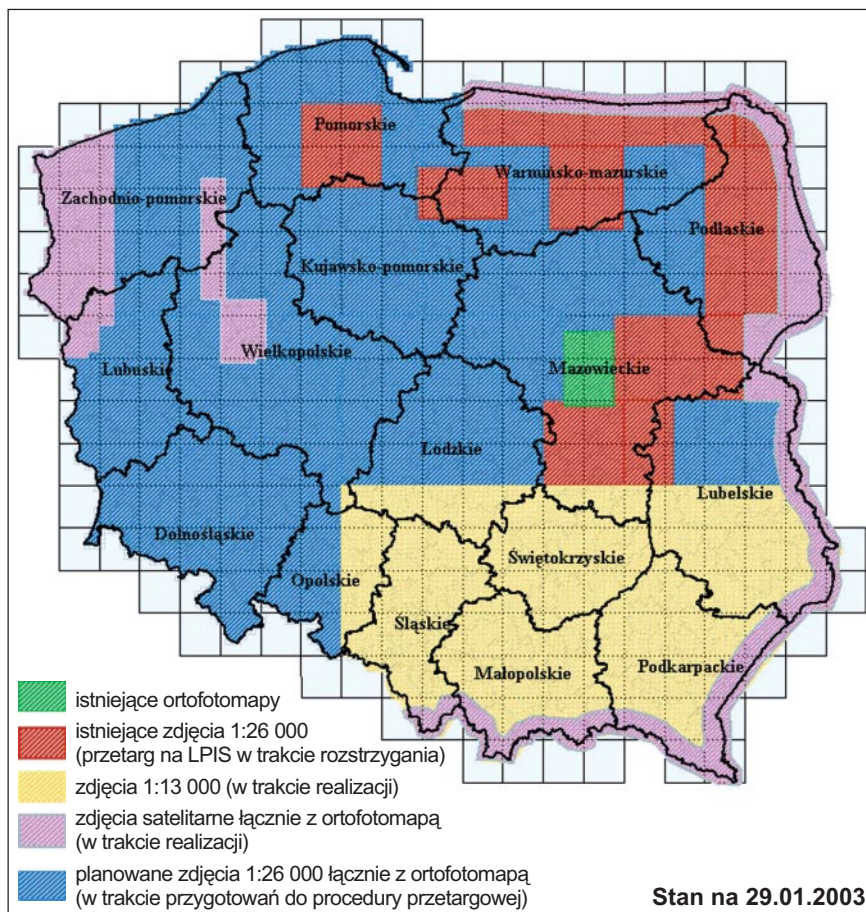 Pomorskie
Warmińsko-mazurskie
Zachodnio-pomorskie
Podlaskie
Kujawsko-pomorskie
Wielkopolskie
Lubuskie
Mazowieckie
Łodzkie
Lubelskie
Dolnośląskie
Opolskie
Świętokrzyskie
Śląskie
Małopolskie
Podkarpackie
istniejące ortofotomapy
istniejące zdjęcia 1:26 000
(przetarg na LPIS w trakcie rozstrzygania)
zdjęcia 1:13 000 (w trakcie realizacji)
zdjęcia satelitarne łącznie z ortofotomapą
(w trakcie realizacji)
planowane zdjęcia 1:26 000 łącznie z ortofotomapą
(w trakcie przygotowań do procedury przetargowej)
Stan na 29.01.2003